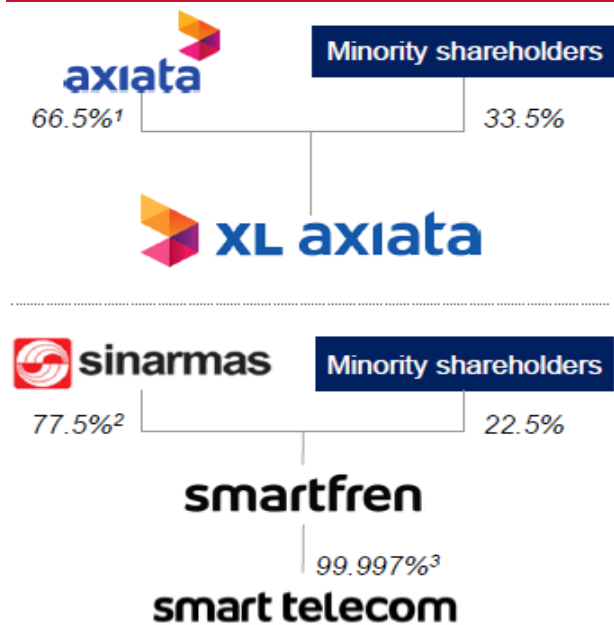 axiata
Minority shareholders
66.5%¹
33.5%
XL axiata
sinarmas
Minority shareholders
77.5%²
22.5%
smartfren
99.997%³
smart telecom